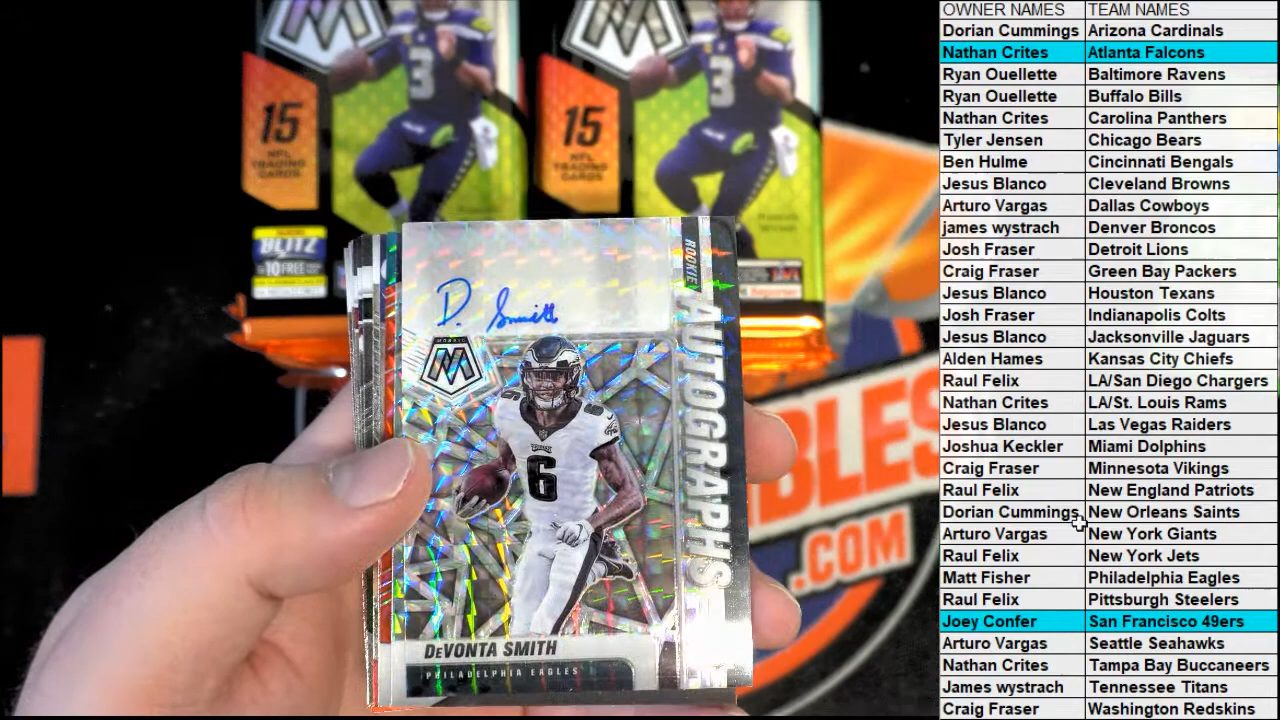 3
15
NFL
TRADING
CARDS
BLITZ
10 FREE
3
15
NFL
TRADING
CARDS
ROOKIE
AUTOGRAPHS
D. Smith
MOSAIC
M
6
6
6
DEVONTA SMITH
PHILADELPHIA EAGLES
.COM
OWNER NAMES TEAM NAMES
Dorian Cummings Arizona Cardinals
Nathan Crites Atlanta Falcons
Ryan Ouellette Baltimore Ravens
Ryan Ouellette Buffalo Bills
Nathan Crites Carolina Panthers
Tyler Jensen Chicago Bears
Ben Hulme Cincinnati Bengals
Jesus Blanco Cleveland Browns
Arturo Vargas Dallas Cowboys
james wystrach Denver Broncos
Josh Fraser Detroit Lions
Craig Fraser Green Bay Packers
Jesus Blanco Houston Texans
Josh Fraser Indianapolis Colts
Jesus Blanco Jacksonville Jaguars
Alden Hames Kansas City Chiefs
Raul Felix LA/San Diego Chargers
Nathan Crites LA/St. Louis Rams
Jesus Blanco Las Vegas Raiders
Joshua Keckler Miami Dolphins
Craig Fraser Minnesota Vikings
Raul Felix New England Patriots
Dorian Cummings New Orleans Saints
Arturo Vargas New York Giants
Raul Felix New York Jets
Matt Fisher Philadelphia Eagles
Raul Felix Pittsburgh Steelers
Joey Confer San Francisco 49ers
Arturo Vargas Seattle Seahawks
Nathan Crites Tampa Bay Buccaneers
James wystrach Tennessee Titans
Craig Fraser Washington Redskins